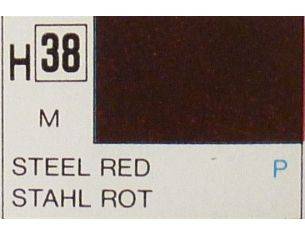 H 38
M
STEEL RED P
STAHL ROT